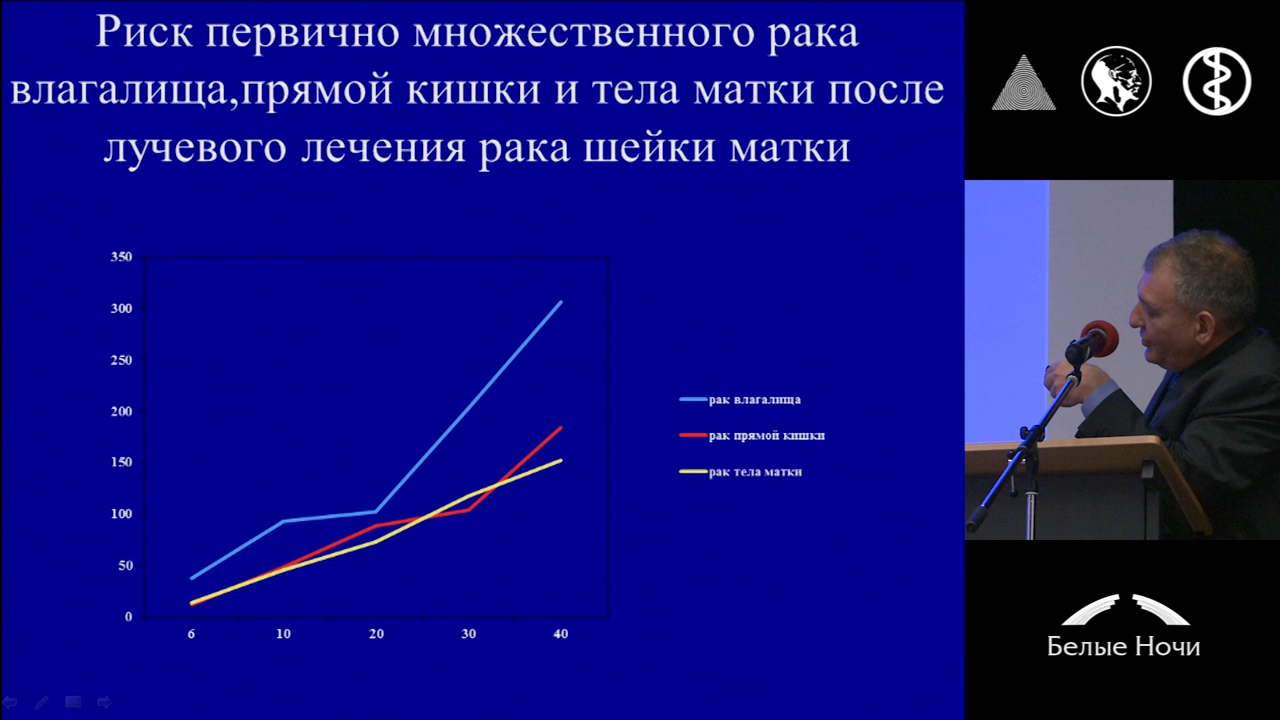 Риск первично множественного рака
влагалища,прямой кишки и тела матки после
лучевого лечения рака шейки матки
350
300
250
200
150
100
50
0
6 10 20 30 40
рак влагалища
рак прямой кишки
рак тела матки
Белые Ночи